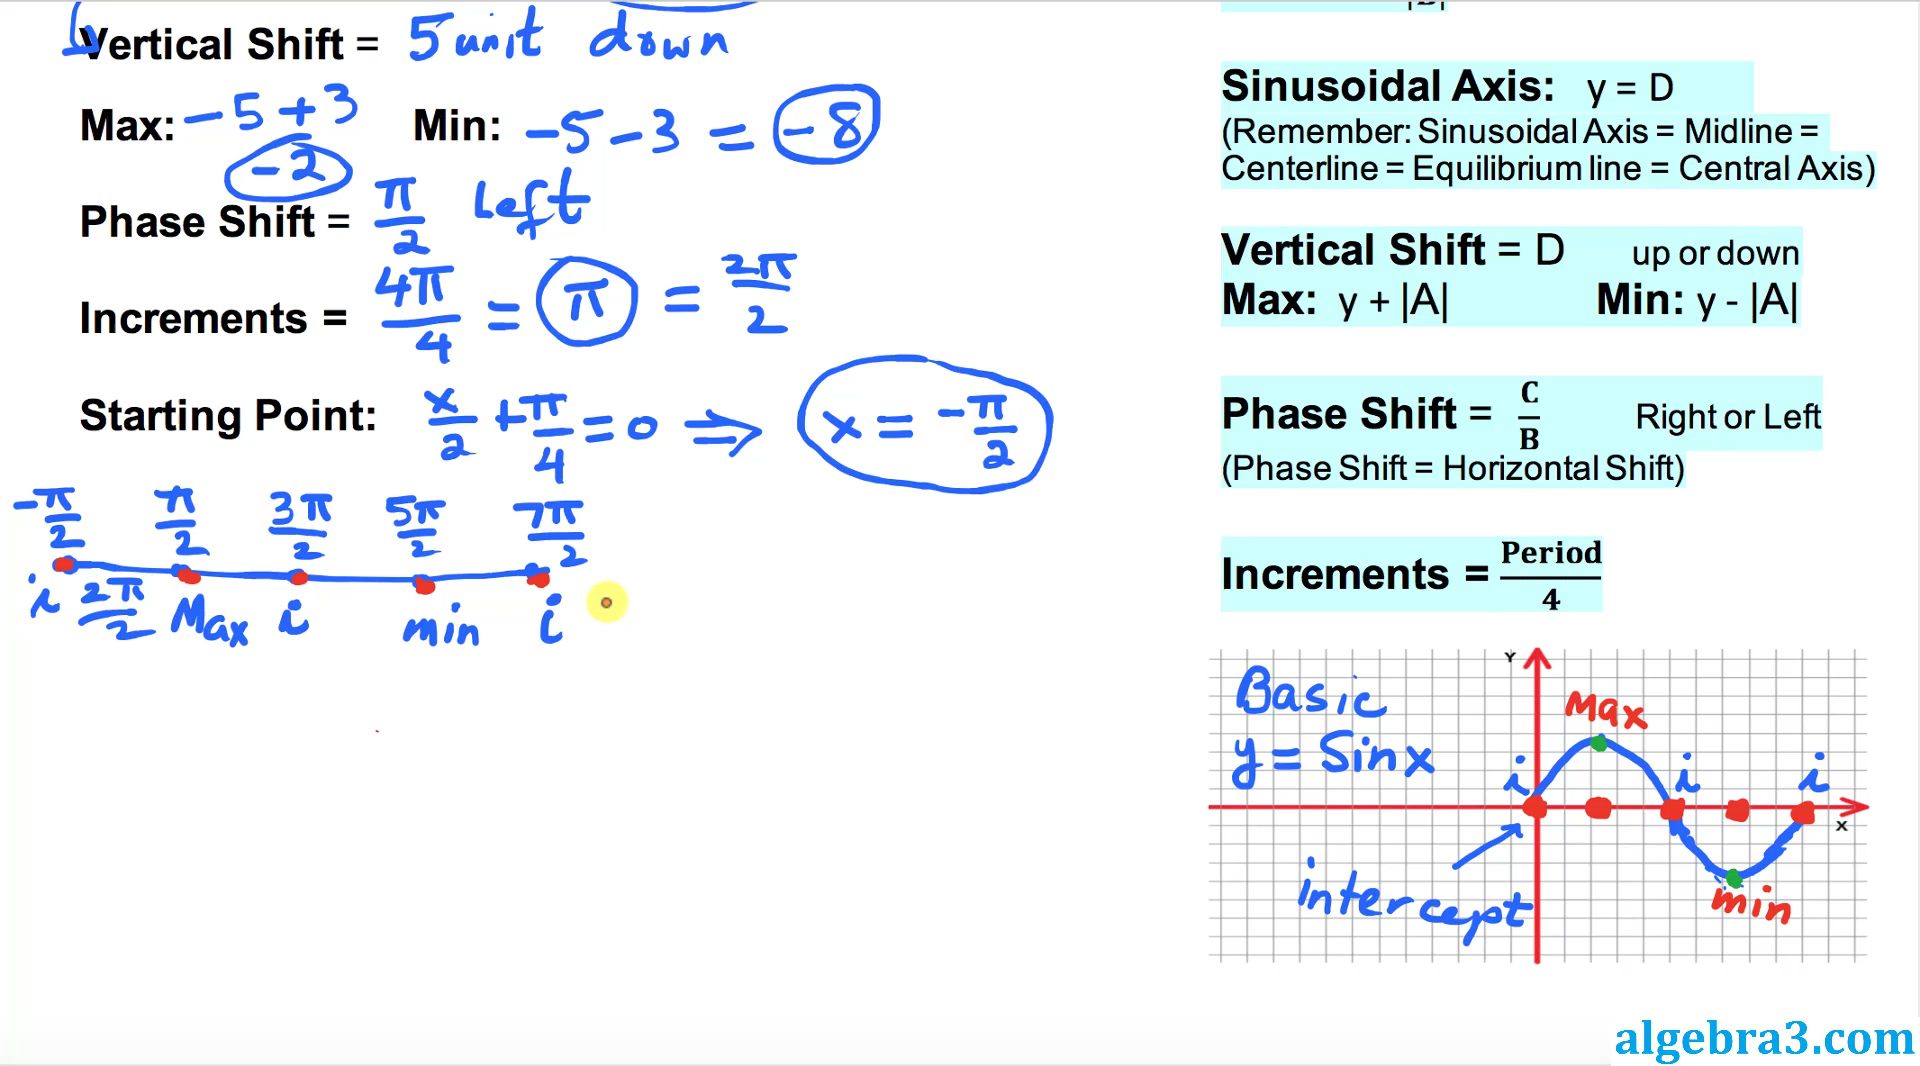 Vertical Shift = 5 unit down
Max: -5 + 3 Min: -5 - 3 = -8
-2
Phase Shift = π/2 Left
Increments = 4π/4 = π = 2π/2
Starting Point: x/2 + π/4 = 0 ⇒ x = -π/2
-π/2 π/2 3π/2 5π/2 7π/2
i 2π/2 Max i min i
Sinusoidal Axis: y = D
(Remember: Sinusoidal Axis = Midline =
Centerline = Equilibrium line = Central Axis)
Vertical Shift = D up or down
Max: y + |A| Min: y - |A|
Phase Shift = C/B Right or Left
(Phase Shift = Horizontal Shift)
Increments = Period/4
Y
Basic
Max
y = Sinx
i i i
x
intercept
min
algebra3.com